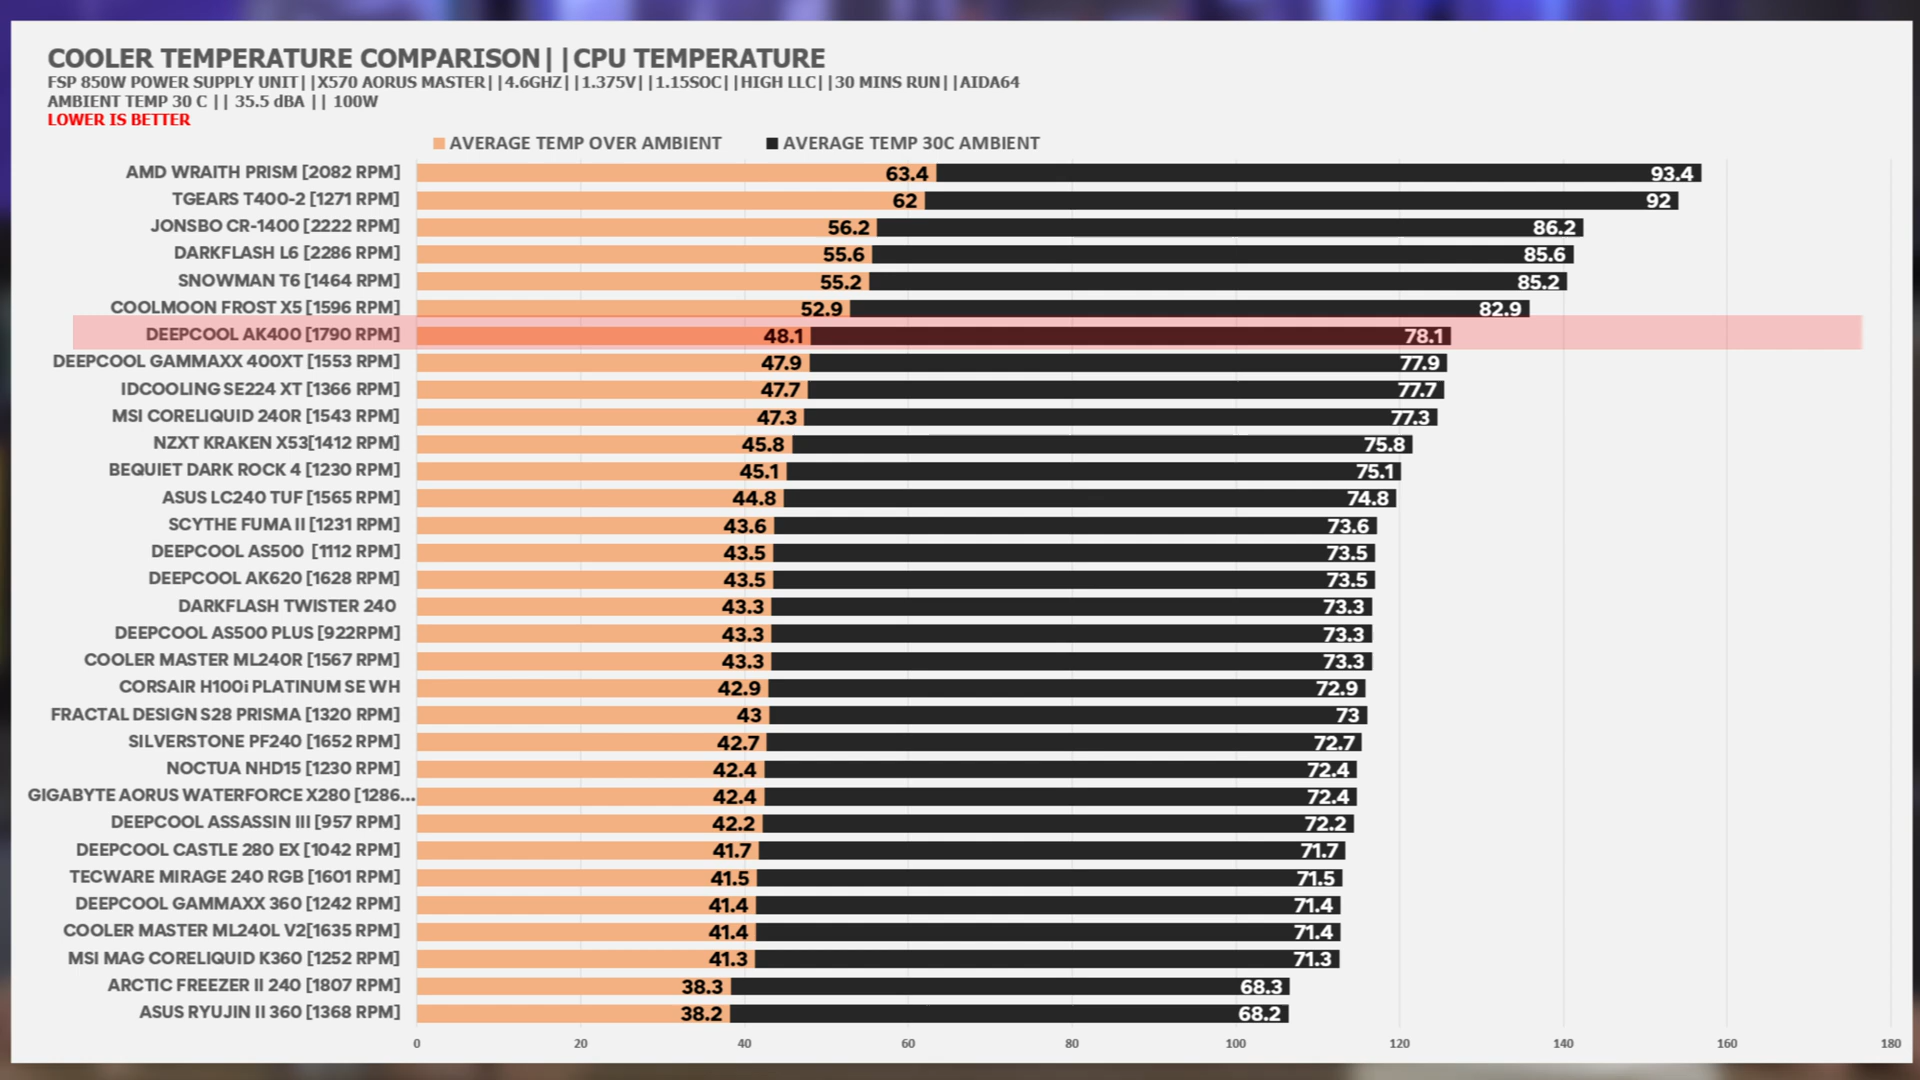 COOLER TEMPERATURE COMPARISON||CPU TEMPERATURE
FSP 850W POWER SUPPLY UNIT||X570 AORUS MASTER||4.6GHZ||1.375V||1.15SOC||HIGH LLC||30 MINS RUN||AIDA64
AMBIENT TEMP 30 C || 35.5 dBA || 100W
LOWER IS BETTER
AVERAGE TEMP OVER AMBIENT AVERAGE TEMP 30C AMBIENT
AMD WRAITH PRISM [2082 RPM] 63.4 93.4
TGEARS T400-2 [1271 RPM] 62 92
JONSBO CR-1400 [2222 RPM] 56.2 86.2
DARKFLASH L6 [2286 RPM] 55.6 85.6
SNOWMAN T6 [1464 RPM] 55.2 85.2
COOLMOON FROST X5 [1596 RPM] 52.9 82.9
DEEPCOOL AK400 [1790 RPM] 48.1 78.1
DEEPCOOL GAMMAXX 400XT [1553 RPM] 47.9 77.9
IDCOOLING SE224 XT [1366 RPM] 47.7 77.7
MSI CORELIQUID 240R [1543 RPM] 47.3 77.3
NZXT KRAKEN X53[1412 RPM] 45.8 75.8
BEQUIET DARK ROCK 4 [1230 RPM] 45.1 75.1
ASUS LC240 TUF [1565 RPM] 44.8 74.8
SCYTHE FUMA II [1231 RPM] 43.6 73.6
DEEPCOOL AS500 [1112 RPM] 43.5 73.5
DEEPCOOL AK620 [1628 RPM] 43.5 73.5
DARKFLASH TWISTER 240 43.3 73.3
DEEPCOOL AS500 PLUS [922RPM] 43.3 73.3
COOLER MASTER ML240R [1567 RPM] 43.3 73.3
CORSAIR H100i PLATINUM SE WH 42.9 72.9
FRACTAL DESIGN S28 PRISMA [1320 RPM] 43 73
SILVERSTONE PF240 [1652 RPM] 42.7 72.7
NOCTUA NHD15 [1230 RPM] 42.4 72.4
GIGABYTE AORUS WATERFORCE X280 [1286... 42.4 72.4
DEEPCOOL ASSASSIN III [957 RPM] 42.2 72.2
DEEPCOOL CASTLE 280 EX [1042 RPM] 41.7 71.7
TECWARE MIRAGE 240 RGB [1601 RPM] 41.5 71.5
DEEPCOOL GAMMAXX 360 [1242 RPM] 41.4 71.4
COOLER MASTER ML240L V2[1635 RPM] 41.4 71.4
MSI MAG CORELIQUID K360 [1252 RPM] 41.3 71.3
ARCTIC FREEZER II 240 [1807 RPM] 38.3 68.3
ASUS RYUJIN II 360 [1368 RPM] 38.2 68.2
0 20 40 60 80 100 120 140 160 180